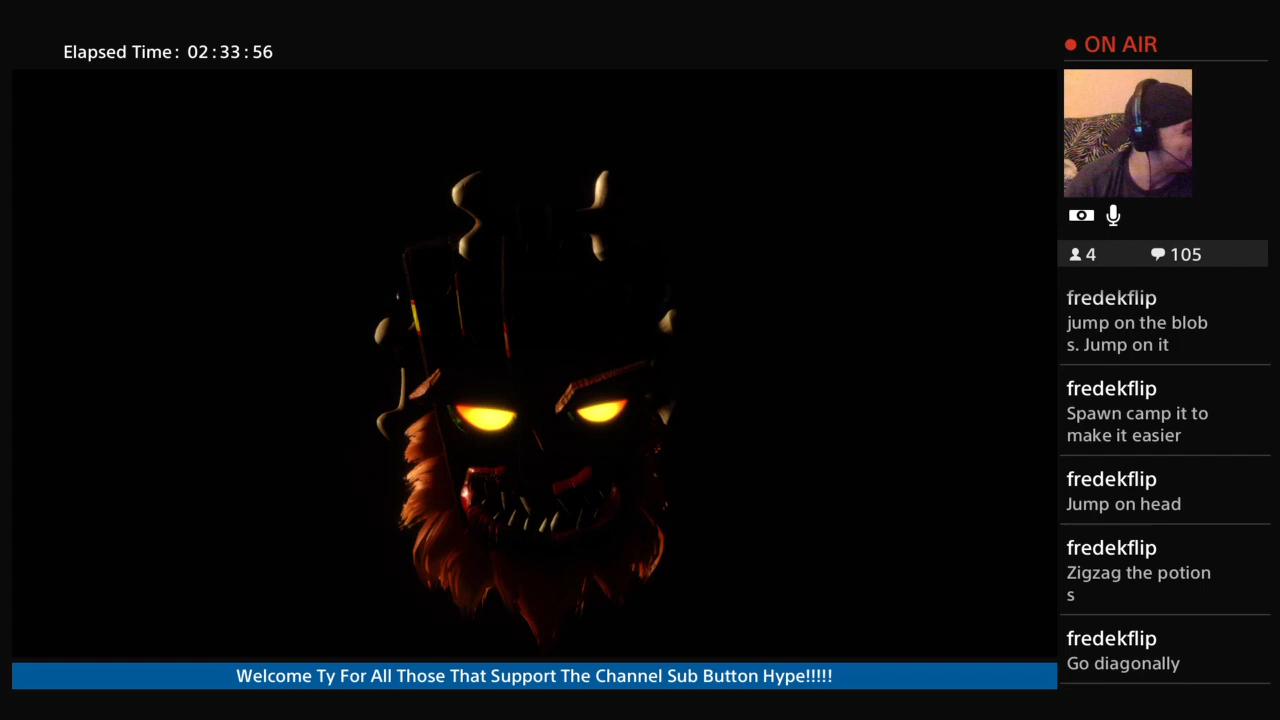 Elapsed Time: 02:33:56
ON AIR
4 105
fredekflip
jump on the blob
s. Jump on it
fredekflip
Spawn camp it to
make it easier
fredekflip
Jump on head
fredekflip
Zigzag the potion
s
fredekflip
Go diagonally
Welcome Ty For All Those That Support The Channel Sub Button Hype!!!!!